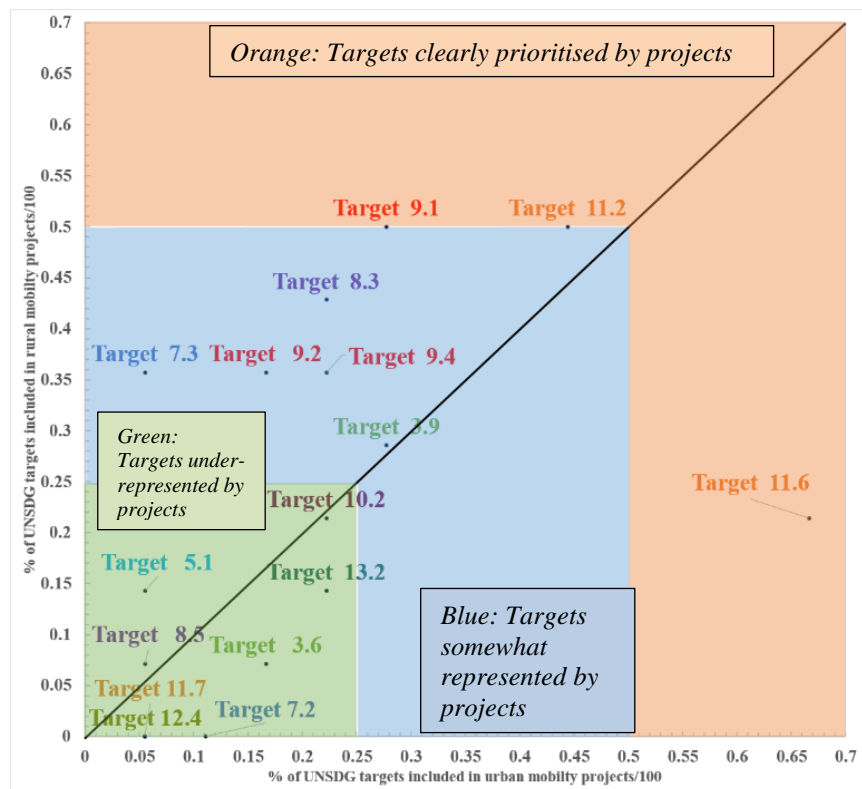 Orange: Targets clearly prioritised by projects
0.7
0.65
0.6
0.55
0.5
0.45
0.4
0.35
0.3
0.25
0.2
0.15
0.1
0.05
0
% of UNSDG targets included in rural mobilty projects/100
Target 9.1
Target 11.2
Target 8.3
Target 7.3
Target 9.2
Target 9.4
Target 3.9
Green:
Targets under-
represented by
projects
Target 10.2
Target 11.6
Target 5.1
Target 13.2
Blue: Targets
somewhat
represented by
projects
Target 8.5
Target 3.6
Target 11.7
Target 12.4
Target 7.2
0
0.05
0.1
0.15
0.2
0.25
0.3
0.35
0.4
0.45
0.5
0.55
0.6
0.65
0.7
% of UNSDG targets included in urban mobilty projects/100